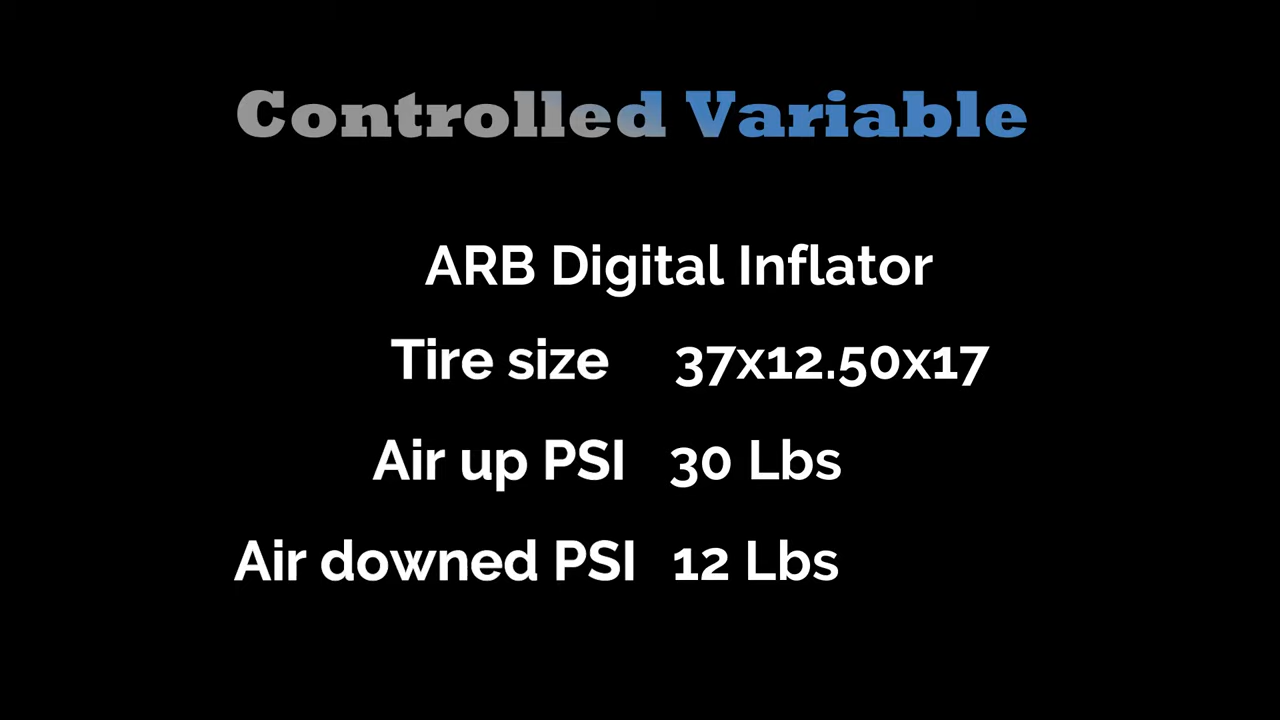 Controlled Variable
ARB Digital Inflator
Tire size 37x12.50x17
Air up PSI 30 Lbs
Air downed PSI 12 Lbs